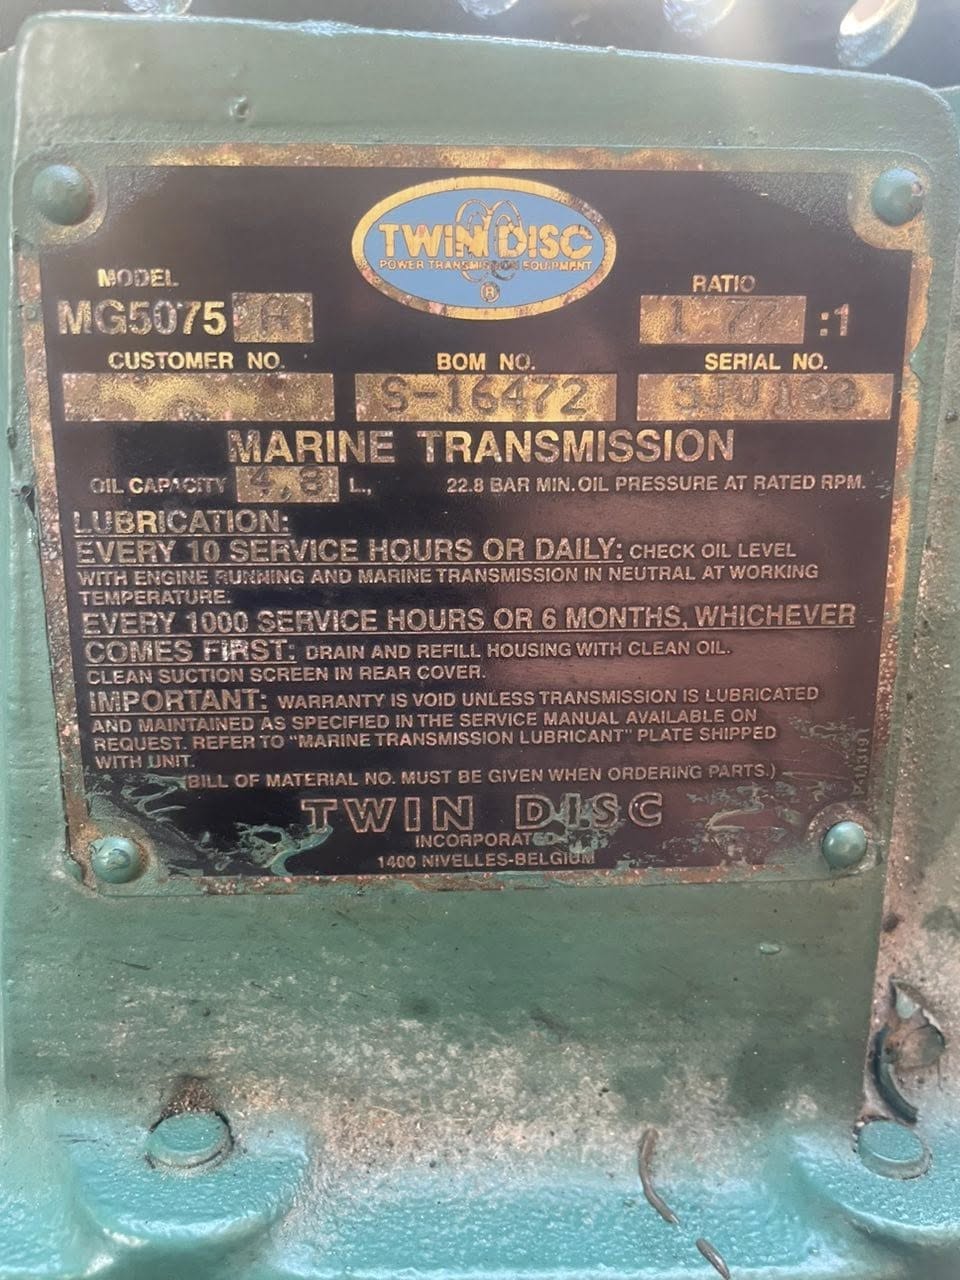 TWIN DISC
POWER TRANSMISSION EQUIPMENT
®
MODEL
RATIO
MG5075 A
1 77 :1
CUSTOMER NO.
BOM NO.
SERIAL NO.
S-16472
MARINE TRANSMISSION
OIL CAPACITY 4,8 L.,
22.8 BAR MIN. OIL PRESSURE AT RATED RPM.
LUBRICATION:
EVERY 10 SERVICE HOURS OR DAILY: CHECK OIL LEVEL
WITH ENGINE RUNNING AND MARINE TRANSMISSION IN NEUTRAL AT WORKING
TEMPERATURE.
EVERY 1000 SERVICE HOURS OR 6 MONTHS, WHICHEVER
COMES FIRST: DRAIN AND REFILL HOUSING WITH CLEAN OIL.
CLEAN SUCTION SCREEN IN REAR COVER.
IMPORTANT: WARRANTY IS VOID UNLESS TRANSMISSION IS LUBRICATED
AND MAINTAINED AS SPECIFIED IN THE SERVICE MANUAL AVAILABLE ON
REQUEST. REFER TO "MARINE TRANSMISSION LUBRICANT" PLATE SHIPPED
WITH UNIT.
(BILL OF MATERIAL NO. MUST BE GIVEN WHEN ORDERING PARTS.)
TWIN DISC
INCORPORATED
1400 NIVELLES-BELGIUM